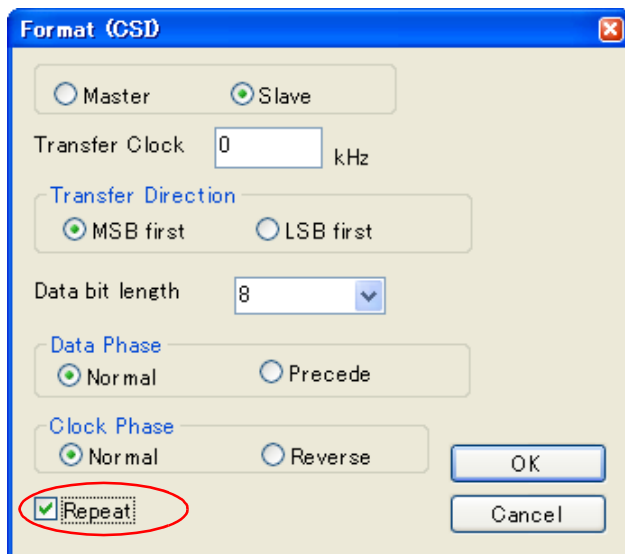 Format (CSI)
Master Slave
Transfer Clock 0 kHz
Transfer Direction
MSB first LSB first
Data bit length 8
Data Phase
Normal Precede
Clock Phase
Normal Reverse
OK
Repeat
Cancel